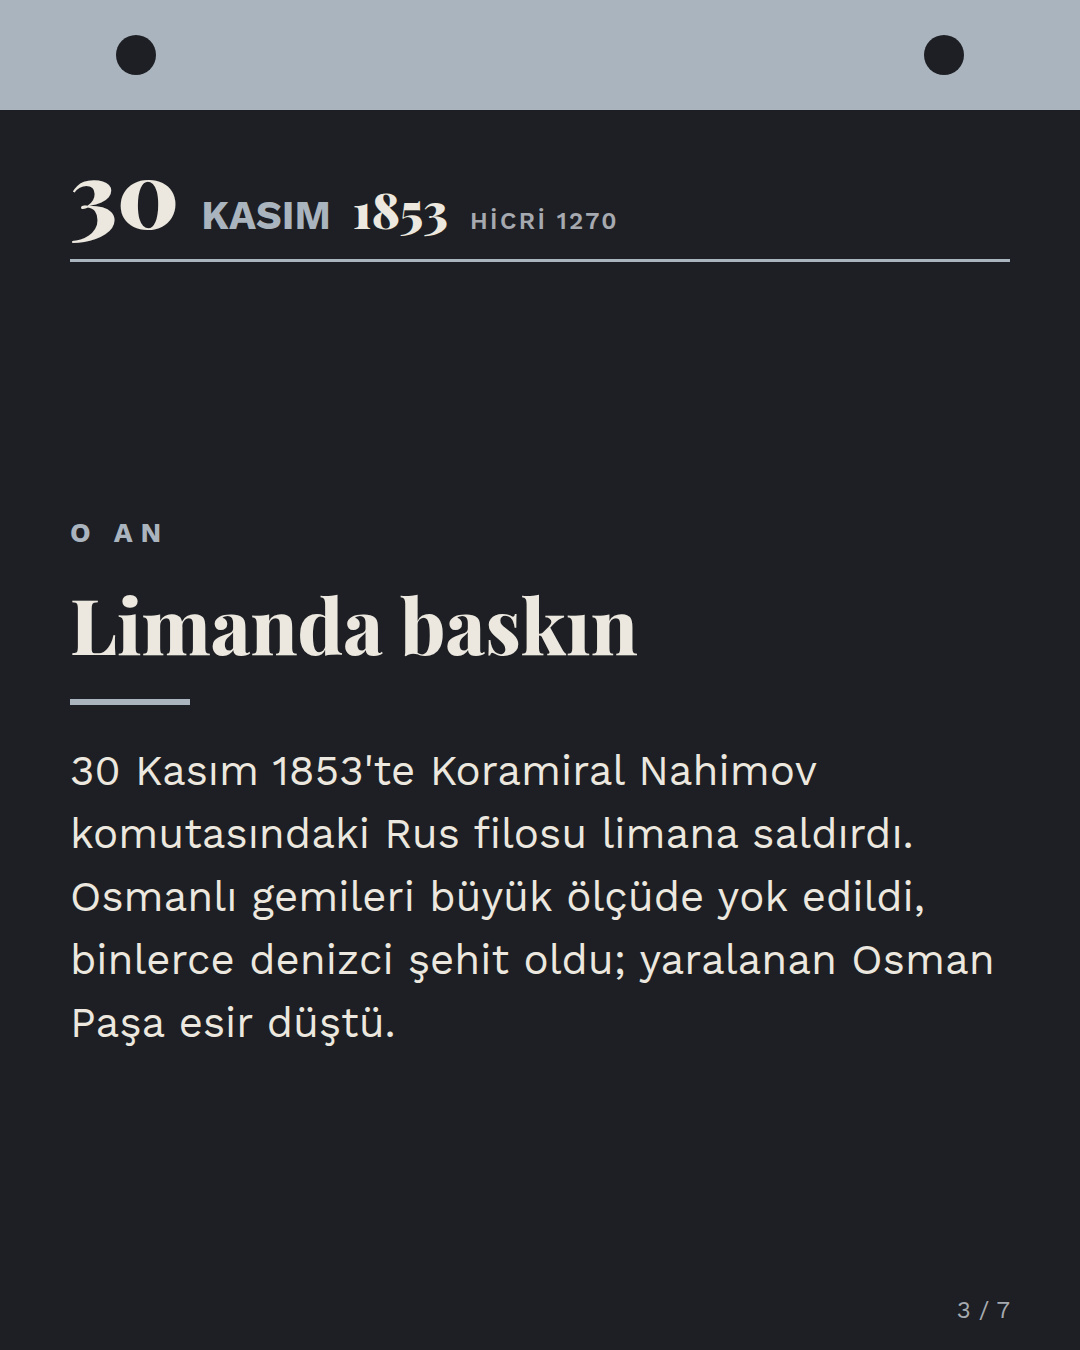 30 KASIM 1853 HİCRİ 1270
O AN
Limanda baskın
30 Kasım 1853'te Koramiral Nahimov
komutasındaki Rus filosu limana saldırdı.
Osmanlı gemileri büyük ölçüde yok edildi,
binlerce denizci şehit oldu; yaralanan Osman
Paşa esir düştü.
3 / 7